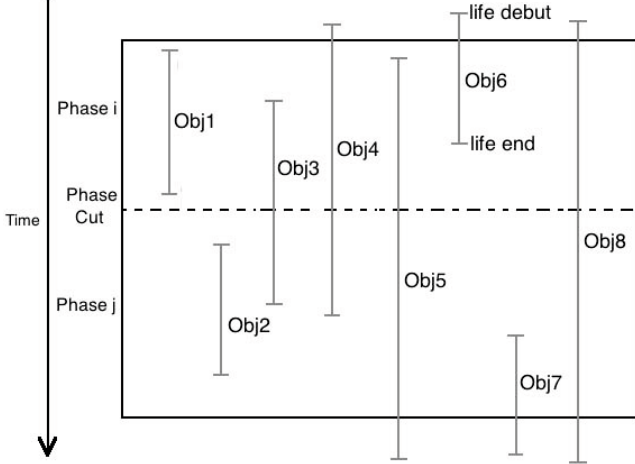 life debut
Obj6
Phase i
Obj1
life end
Obj4
Obj3
Phase
Cut
Time
Obj8
Obj5
Phase j
Obj2
Obj7